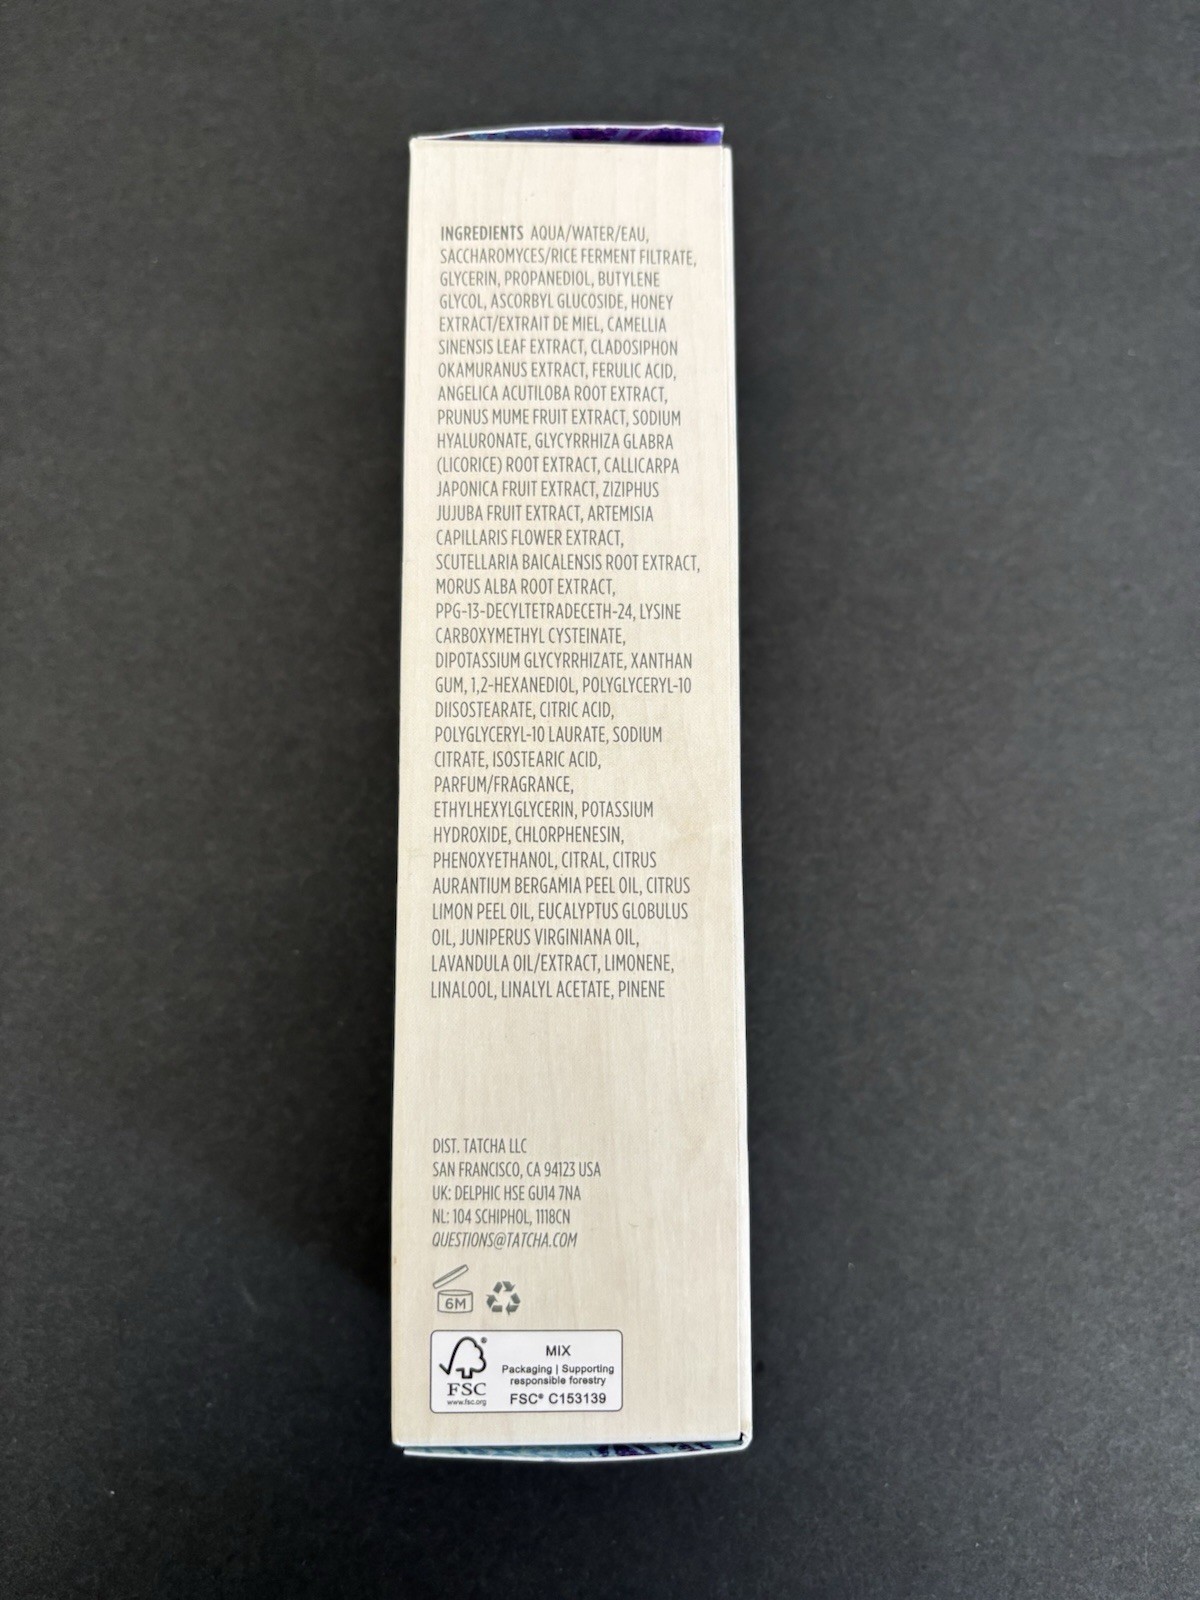 INGREDIENTS AQUA/WATER/EAU,
SACCHAROMYCES/RICE FERMENT FILTRATE,
GLYCERIN, PROPANEDIOL, BUTYLENE
GLYCOL, ASCORBYL GLUCOSIDE, HONEY
EXTRACT/EXTRAIT DE MIEL, CAMELLIA
SINENSIS LEAF EXTRACT, CLADOSIPHON
OKAMURANUS EXTRACT, FERULIC ACID,
ANGELICA ACUTILOBA ROOT EXTRACT,
PRUNUS MUME FRUIT EXTRACT, SODIUM
HYALURONATE, GLYCYRRHIZA GLABRA
(LICORICE) ROOT EXTRACT, CALLICARPA
JAPONICA FRUIT EXTRACT, ZIZIPHUS
JUJUBA FRUIT EXTRACT, ARTEMISIA
CAPILLARIS FLOWER EXTRACT,
SCUTELLARIA BAICALENSIS ROOT EXTRACT,
MORUS ALBA ROOT EXTRACT,
PPG-13-DECYLTETRADECETH-24, LYSINE
CARBOXYMETHYL CYSTEINATE,
DIPOTASSIUM GLYCYRRHIZATE, XANTHAN
GUM, 1,2-HEXANEDIOL, POLYGLYCERYL-10
DIISOSTEARATE, CITRIC ACID,
POLYGLYCERYL-10 LAURATE, SODIUM
CITRATE, ISOSTEARIC ACID,
PARFUM/FRAGRANCE,
ETHYLHEXYLGLYCERIN, POTASSIUM
HYDROXIDE, CHLORPHENESIN,
PHENOXYETHANOL, CITRAL, CITRUS
AURANTIUM BERGAMIA PEEL OIL, CITRUS
LIMON PEEL OIL, EUCALYPTUS GLOBULUS
OIL, JUNIPERUS VIRGINIANA OIL,
LAVANDULA OIL/EXTRACT, LIMONENE,
LINALOOL, LINALYL ACETATE, PINENE
DIST. TATCHA LLC
SAN FRANCISCO, CA 94123 USA
UK: DELPHIC HSE GU14 7NA
NL: 104 SCHIPHOL, 1118CN
QUESTIONS@TATCHA.COM
6M
MIX
Packaging | Supporting
responsible forestry
FSC® C153139
®
FSC
www.fsc.org